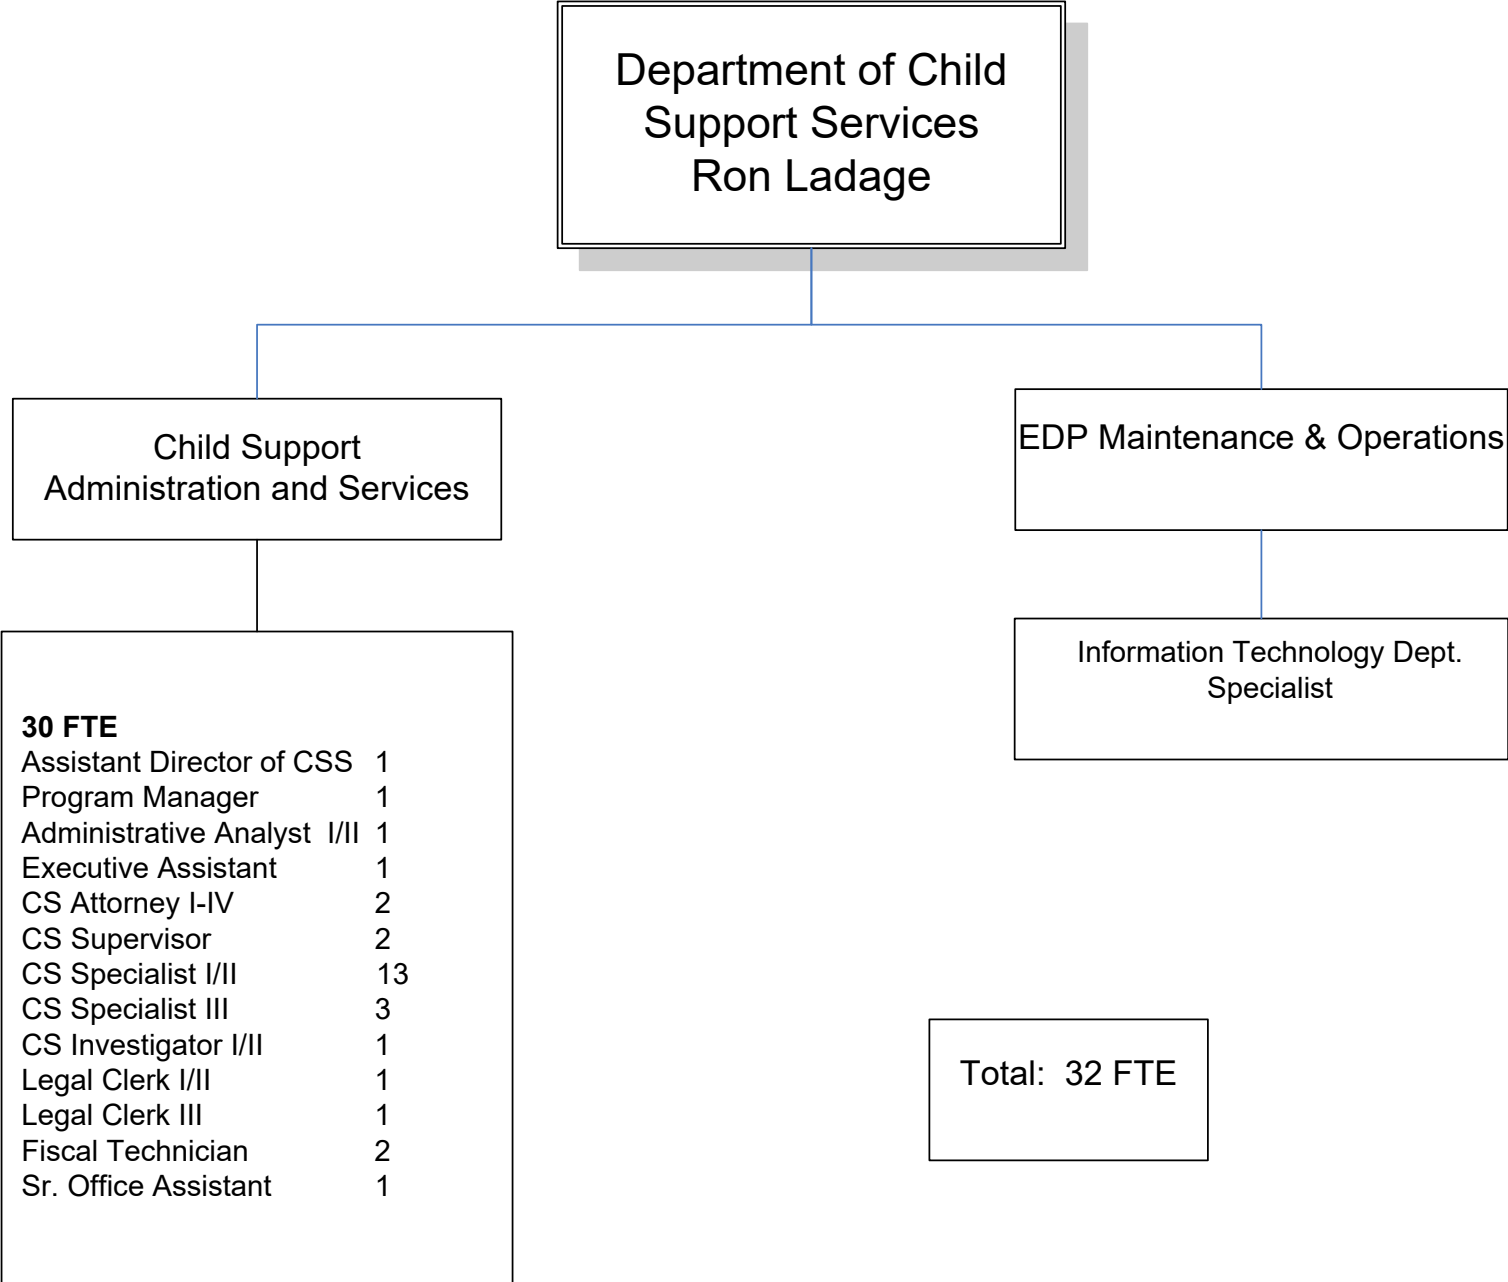 Department of Child
Support Services
Ron Ladage
Child Support
Administration and Services
EDP Maintenance & Operations
Information Technology Dept.
Specialist
30 FTE
Assistant Director of CSS 1
Program Manager 1
Administrative Analyst I/II 1
Executive Assistant 1
CS Attorney I-IV 2
CS Supervisor 2
CS Specialist I/II 13
CS Specialist III 3
CS Investigator I/II 1
Legal Clerk I/II 1
Legal Clerk III 1
Fiscal Technician 2
Sr. Office Assistant 1
Total: 32 FTE